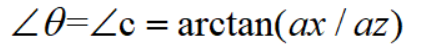 ∠θ=∠c = arctan(ax / az)